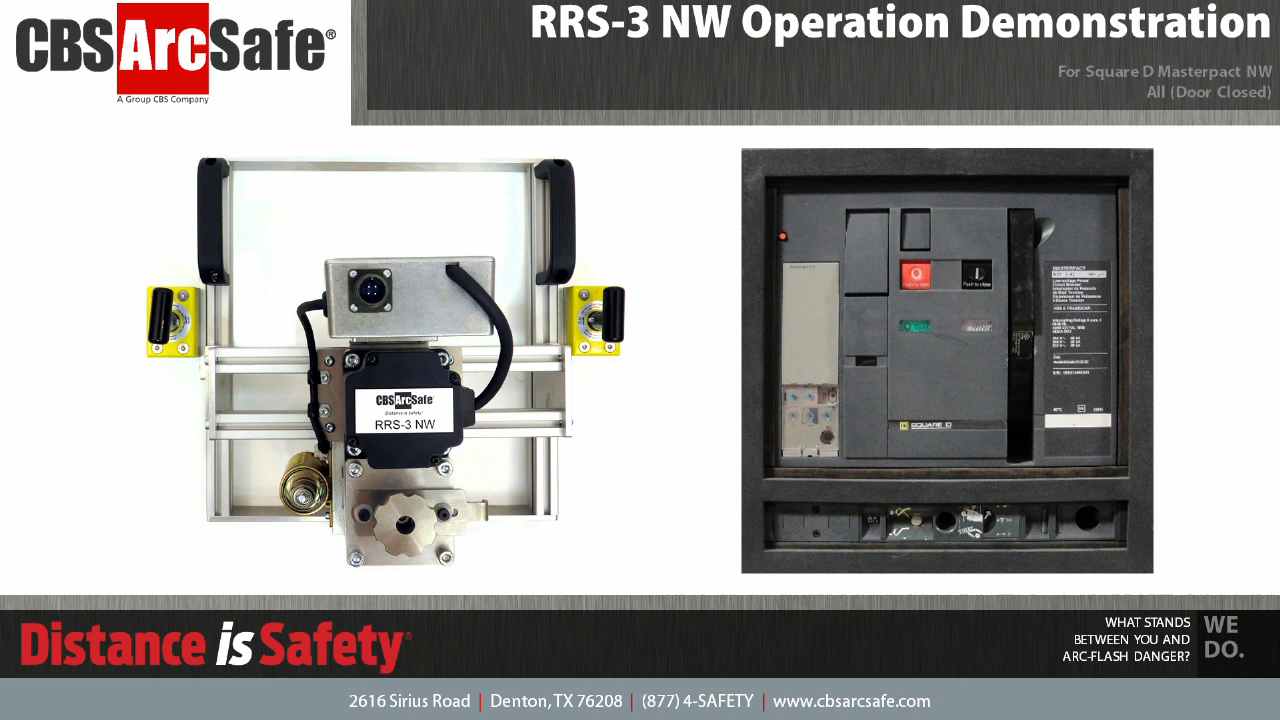 CBSArcSafe®
A Group CBS Company
RRS-3 NW Operation Demonstration
For Square D Masterpact NW
All (Door Closed)
CBSArcSafe®
Distance is Safety®
RRS-3 NW
Push to open
Push to close
MASTERPACT
SQUARE D
Distance is Safety®
WHAT STANDS
BETWEEN YOU AND
ARC-FLASH DANGER?
WE
DO.
2616 Sirius Road | Denton, TX 76208 | (877) 4-SAFETY | www.cbsarcsafe.com